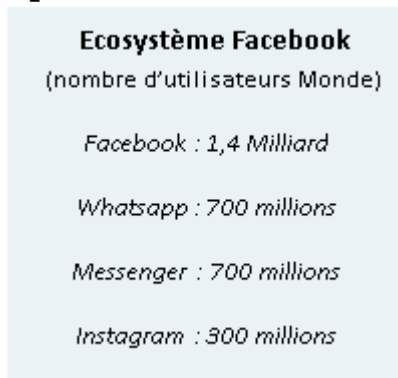 Ecosystème Facebook
(nombre d'utilisateurs Monde)
Facebook : 1,4 Milliard
Whatsapp : 700 millions
Messenger : 700 millions
Instagram : 300 millions